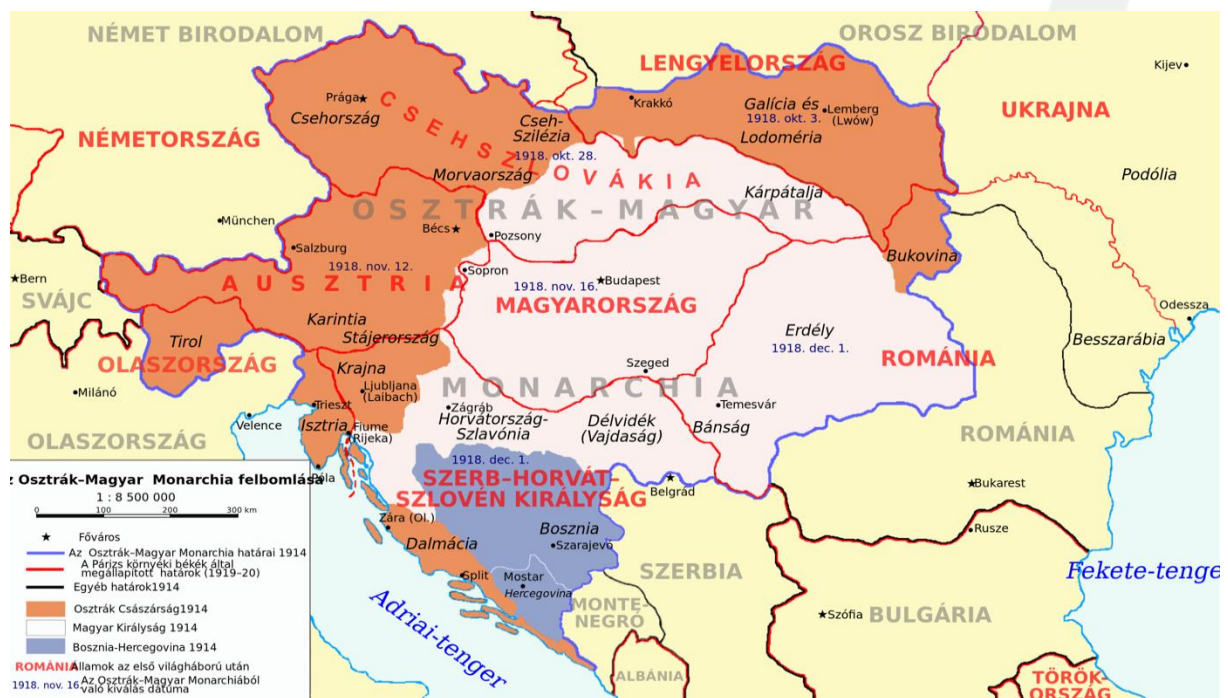 NÉMET BIRODALOM
OROSZ BIRODALOM
LENGYELORSZÁG
Kijev
Prága
Krakkó
Galícia és
Lemberg
(Lwów)
1918. okt. 3.
Lodoméria
UKRAJNA
Csehország
Cseh-
Szilézia
NÉMETORSZÁG
CSEHSZLOVÁKIA
1918. okt. 28.
Morvaország
Kárpátalja
Podólia
OSZTRÁK–MAGYAR
München
Bécs
Pozsony
Salzburg
Bukovina
1918. nov. 12.
Sopron
Bern
AUSZTRIA
1918. nov. 16.
Budapest
SVÁJC
MAGYARORSZÁG
Odessza
Karintia
Stájerország
Erdély
1918. dec. 1.
Besszarábia
Tirol
OLASZORSZÁG
ROMÁNIA
Krajna
Szeged
Milánó
Ljubljana
(Laibach)
MONARCHIA
Trieszt
Zágráb
Temesvár
Velence
Isztria
Fiume
Rijeka)
Horvátország-
Szlavónia
Délvidék
(Vajdaság)
Bánság
OLASZORSZÁG
ROMÁNIA
1918. dec. 1.
Póla
SZERB–HORVÁT–
SZLOVÉN KIRÁLYSÁG
Belgrád
Bukarest
Zára (Ol.)
Bosznia
Rusze
Dalmácia
Szarajevó
Split
Mostar
Hercegovina
SZERBIA
Fekete-tenge
MONTE-
NEGRÓ
Szófia
BULGÁRIA
Adriai-tenger
ALBÁNIA
TÖRÖK-
ORSZÁG
z Osztrák–Magyar Monarchia felbomlása
1 : 8 500 000
0 100 200 300 km
Főváros
Az Osztrák–Magyar Monarchia határai 1914
A Párizs környéki békék által
megállapított határok (1919–20)
Egyéb határok1914
Osztrák Császárság1914
Magyar Királyság 1914
Bosznia-Hercegovina 1914
ROMÁNIA Államok az első világháború után
1918. nov. 16. Az Osztrák–Magyar Monarchiából
való kiválás dátuma